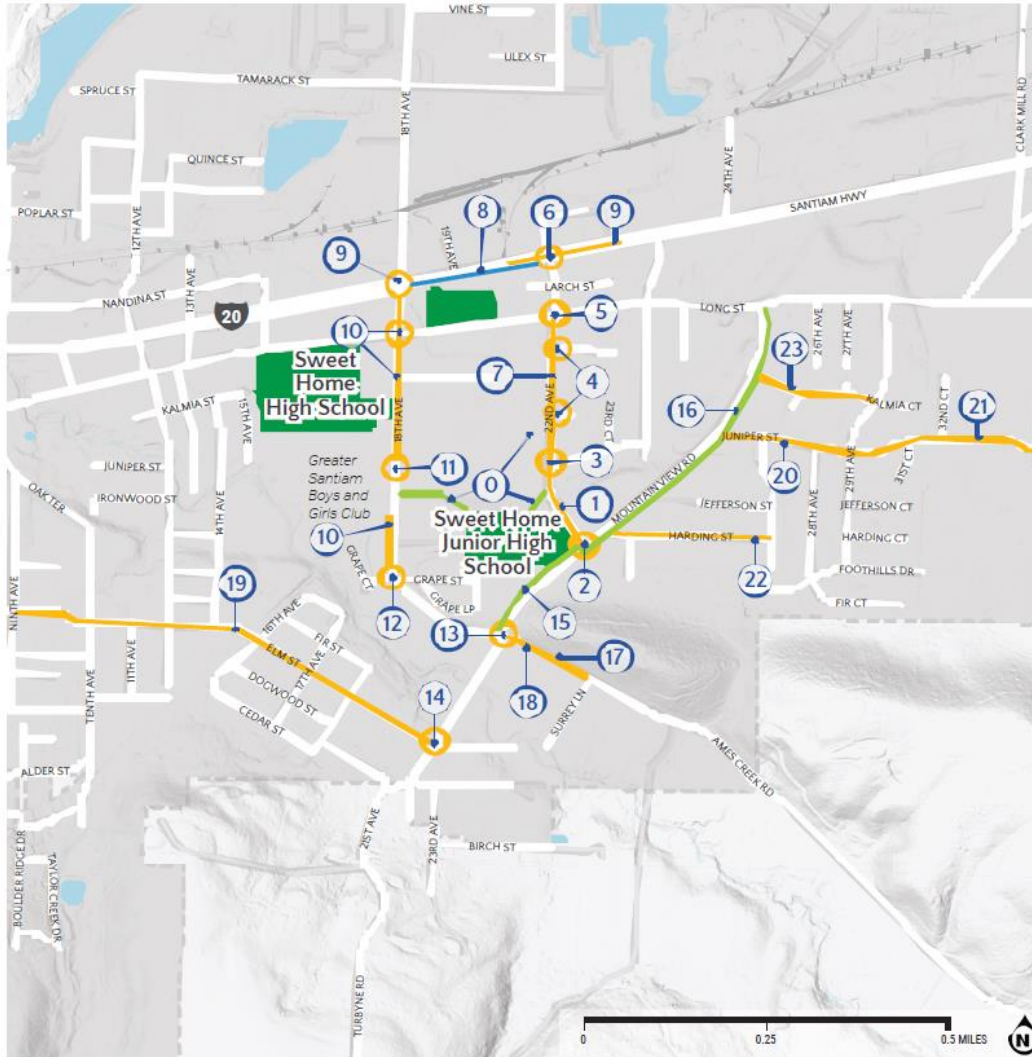 VINE ST
ULEX ST
TAMARACK ST
SPRUCE ST
18TH AVE
CLARK MILL RD
QUINCE ST
24TH AVE
POPLAR ST
12TH AVE
SANTIAM HWY
13TH AVE
19TH AVE
8
6
9
9
NANDINA ST
LARCH ST
20
LONG ST
5
10
26TH AVE
27TH AVE
23
Sweet
Home
High School
7
4
KALMIA ST
15TH AVE
18TH AVE
22ND AVE
23RD CT
16
KALMIA CT
32ND CT
21
JUNIPER ST
31ST CT
20
29TH AVE
28TH AVE
MOUNTAIN VIEW RD
JUNIPER ST
OAK TER
IRONWOOD ST
14TH AVE
Greater
Santiam
Boys and
Girls Club
11
3
0
1
JEFFERSON ST
JEFFERSON CT
Sweet Home
Junior High
School
10
HARDING ST
HARDING CT
2
22
FOOTHILLS DR
FIR CT
GRAPE CT
GRAPE ST
GRAPE LP
12
15
NINTH AVE
19
16TH AVE
13
17
18
FIR ST
17TH AVE
ELM ST
11TH AVE
TENTH AVE
DOGWOOD ST
CEDAR ST
14
SURREY LN
AMES CREEK RD
ALDER ST
21ST AVE
23RD AVE
BIRCH ST
BOULDER RIDGE DR
TAYLOR CREEK DR
TURBYNE RD
0
0.25
0.5 MILES
N